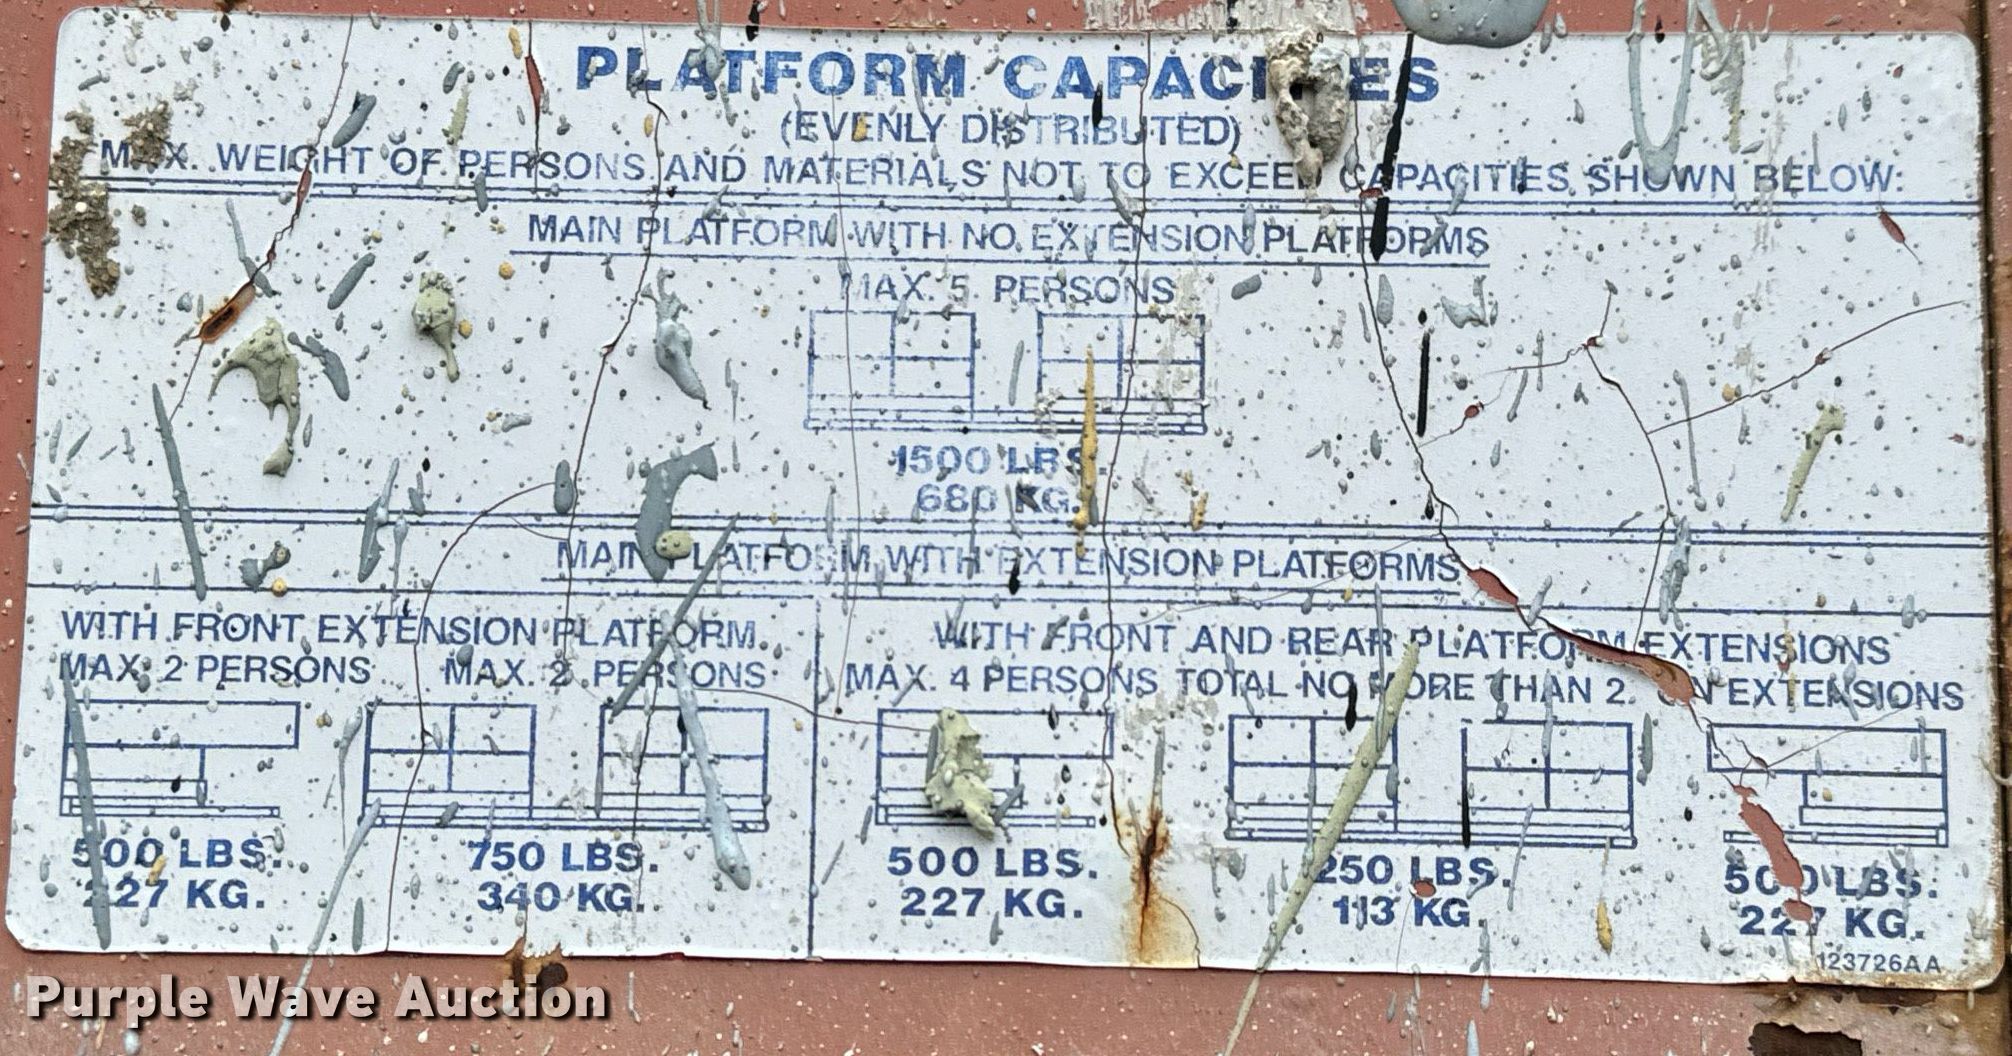 PLATFORM CAPACITIES
(EVENLY DISTRIBUTED)
MAX. WEIGHT OF PERSONS AND MATERIALS NOT TO EXCEED CAPACITIES SHOWN BELOW:
MAIN PLATFORM WITH NO EXTENSION PLATFORMS
MAX. 5 PERSONS
1500 LBS.
680 KG.
MAIN PLATFORM WITH EXTENSION PLATFORMS
WITH FRONT EXTENSION PLATFORM
MAX. 2 PERSONS MAX. 2 PERSONS
500 LBS. 750 LBS.
227 KG. 340 KG.
WITH FRONT AND REAR PLATFORM EXTENSIONS
MAX. 4 PERSONS TOTAL NO MORE THAN 2 ON EXTENSIONS
500 LBS. 250 LBS. 500 LBS.
227 KG. 113 KG. 227 KG.
123726AA
Purple Wave Auction